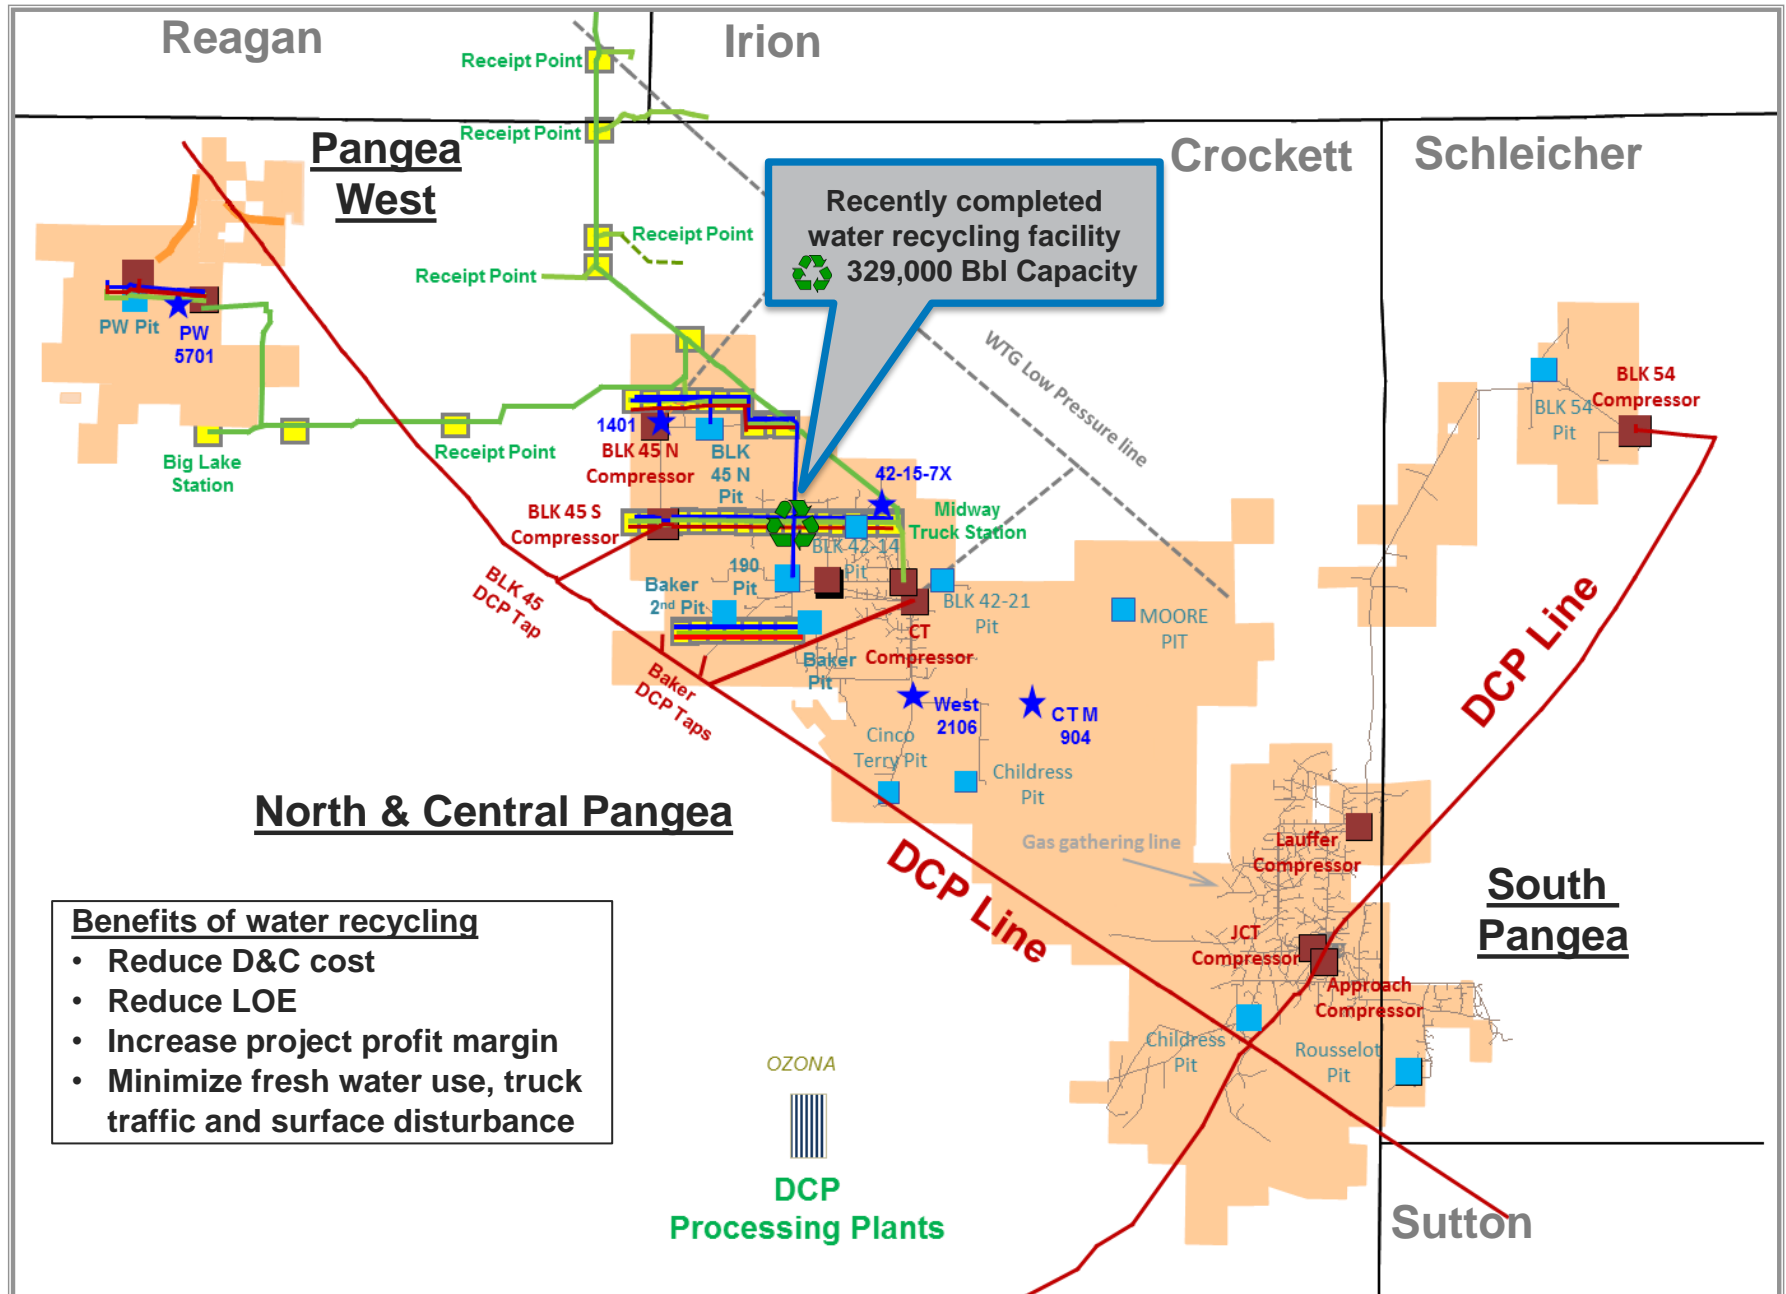 Reagan
Irion
Receipt Point
Receipt Point
Crockett
Schleicher
Pangea
West
Recently completed
water recycling facility
329,000 Bbl Capacity
Receipt Point
Receipt Point
PW Pit
PW
5701
WTG Low Pressure line
BLK 54
Compressor
BLK 54
Pit
1401
BLK 45 N
Compressor
BLK
45 N
Pit
Receipt Point
Big Lake
Station
42-15-7X
Midway
Truck Station
BLK 45 S
Compressor
BLK 42-14
Pit
190
Pit
BLK 45
DCP Tap
Baker
2nd Pit
BLK 42-21
Pit
MOORE
PIT
CT
Compressor
Baker
Pit
Baker
DCP Taps
DCP Line
West
2106
CTM
904
Cinco
Terry Pit
Childress
Pit
North & Central Pangea
Gas gathering line
Lauffer
Compressor
DCP Line
South
Pangea
Benefits of water recycling
• Reduce D&C cost
• Reduce LOE
• Increase project profit margin
• Minimize fresh water use, truck
traffic and surface disturbance
JCT
Compressor
Approach
Compressor
Childress
Pit
Rousselot
Pit
OZONA
DCP
Processing Plants
Sutton